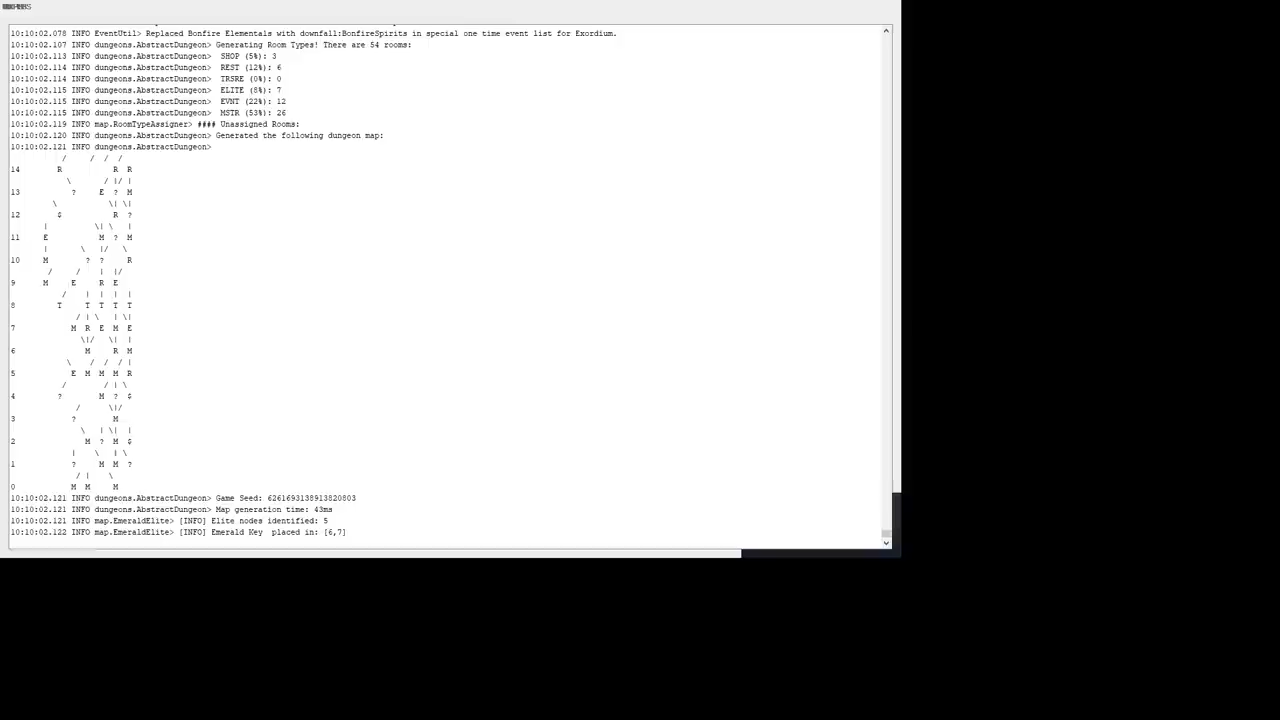 10:10:02.078 INFO EventUtil> Replaced Bonfire Elementals with downfall:BonfireSpirits in special one time event list for Exordium.
10:10:02.107 INFO dungeons.AbstractDungeon> Generating Room Types! There are 54 rooms:
10:10:02.113 INFO dungeons.AbstractDungeon>  SHOP (5%): 3
10:10:02.114 INFO dungeons.AbstractDungeon>  REST (12%): 6
10:10:02.114 INFO dungeons.AbstractDungeon>  TRSRE (0%): 0
10:10:02.115 INFO dungeons.AbstractDungeon>  ELITE (8%): 7
10:10:02.115 INFO dungeons.AbstractDungeon>  EVNT (22%): 12
10:10:02.115 INFO dungeons.AbstractDungeon>  MSTR (53%): 26
10:10:02.119 INFO map.RoomTypeAssigner> #### Unassigned Rooms:
10:10:02.120 INFO dungeons.AbstractDungeon> Generated the following dungeon map:
10:10:02.121 INFO dungeons.AbstractDungeon>
/ / / /
14 R R R
\ / |/ |
13 ? E ? M
\ \| \|
12 $ R ?
| \| \ |
11 E M ? M
| \ |/ \
10 M ? ? R
/ / | |/
9 M E R E
/ | | | |
8 T T T T T
/ | \ | \|
7 M R E M E
\|/ \| |
6 M R M
\ / / / |
5 E M M M R
/ / | \
4 ? M ? $
/ \|/
3 ? M
\ | \| |
2 M ? M $
| \ | \
1 ? M M ?
/ | \
0 M M M
10:10:02.121 INFO dungeons.AbstractDungeon> Game Seed: 6261693138913820803
10:10:02.121 INFO dungeons.AbstractDungeon> Map generation time: 43ms
10:10:02.121 INFO map.EmeraldElite> [INFO] Elite nodes identified: 5
10:10:02.122 INFO map.EmeraldElite> [INFO] Emerald Key  placed in: [6,7]